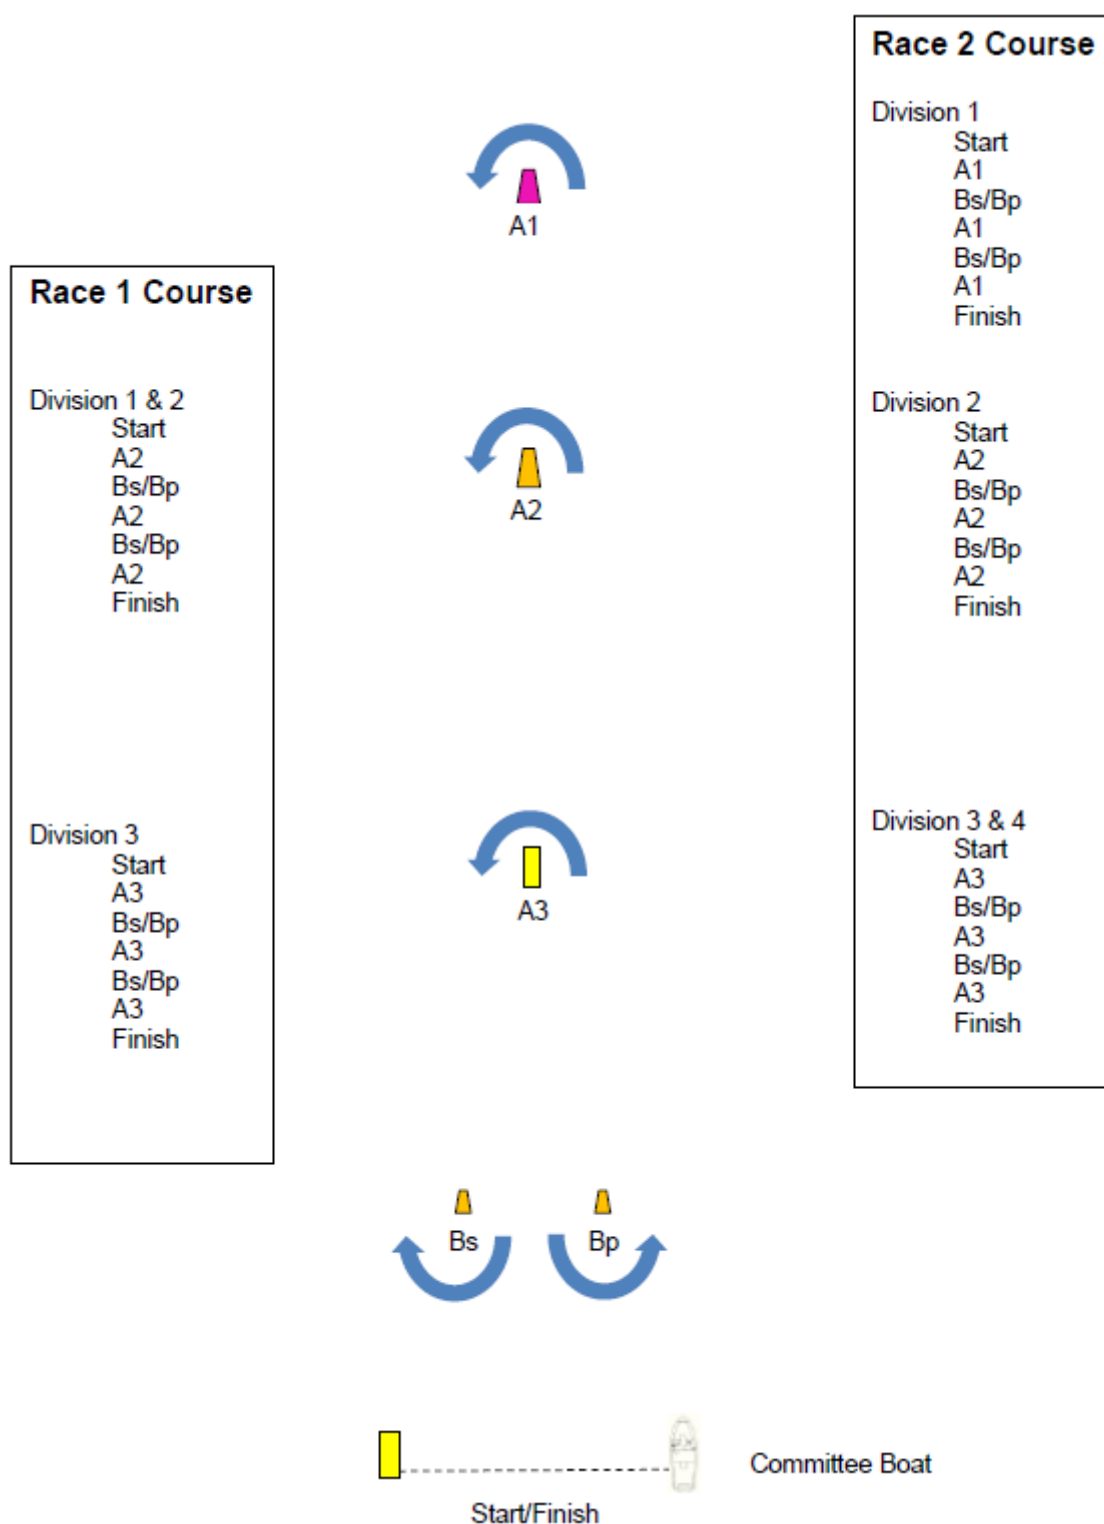 Race 2 Course
Division 1
Start
A1
Bs/Bp
A1
Bs/Bp
A1
Finish
Division 2
Start
A2
Bs/Bp
A2
Bs/Bp
A2
Finish
Division 3 & 4
Start
A3
Bs/Bp
A3
Bs/Bp
A3
Finish
A1
A2
A3
Race 1 Course
Division 1 & 2
Start
A2
Bs/Bp
A2
Bs/Bp
A2
Finish
Division 3
Start
A3
Bs/Bp
A3
Bs/Bp
A3
Finish
Bs
Bp
Committee Boat
Start/Finish